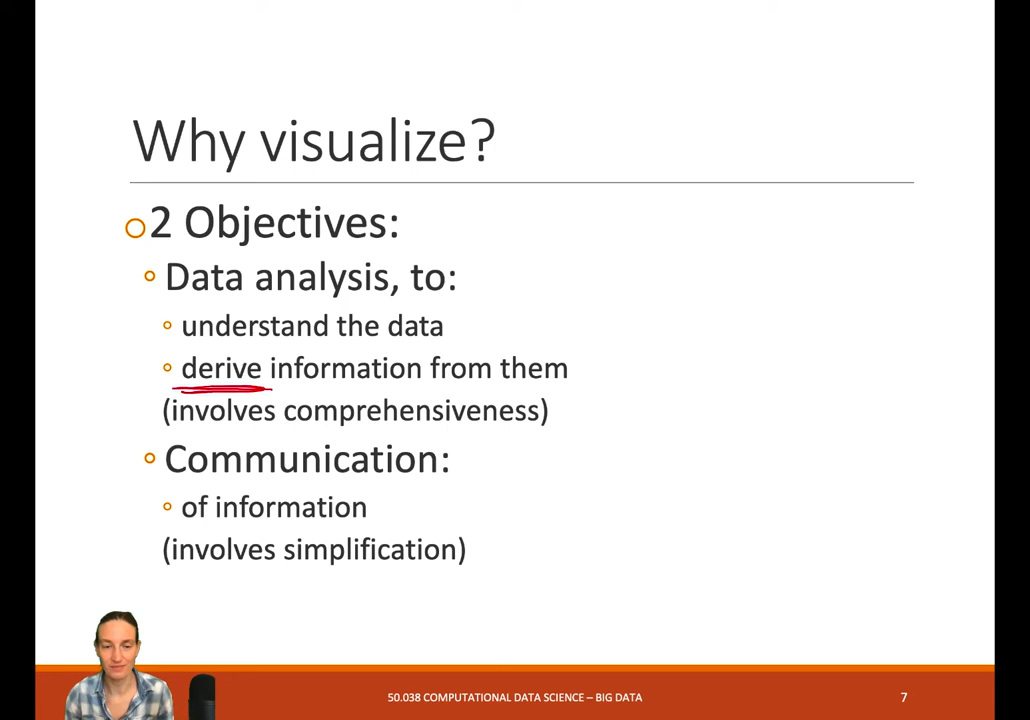 Why visualize?
2 Objectives:
Data analysis, to:
understand the data
derive information from them
(involves comprehensiveness)
Communication:
of information
(involves simplification)
50.038 COMPUTATIONAL DATA SCIENCE – BIG DATA
7